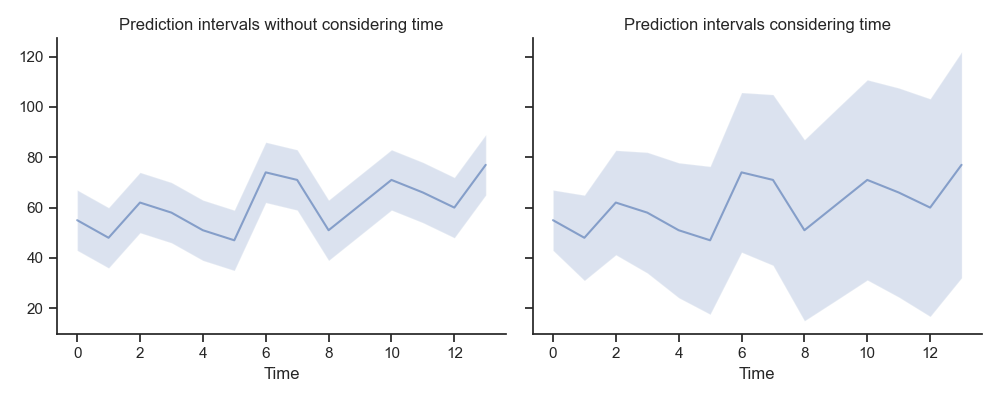 Prediction intervals without considering time
120
100
80
60
40
20
0 2 4 6 8 10 12
Time
Prediction intervals considering time
0 2 4 6 8 10 12
Time